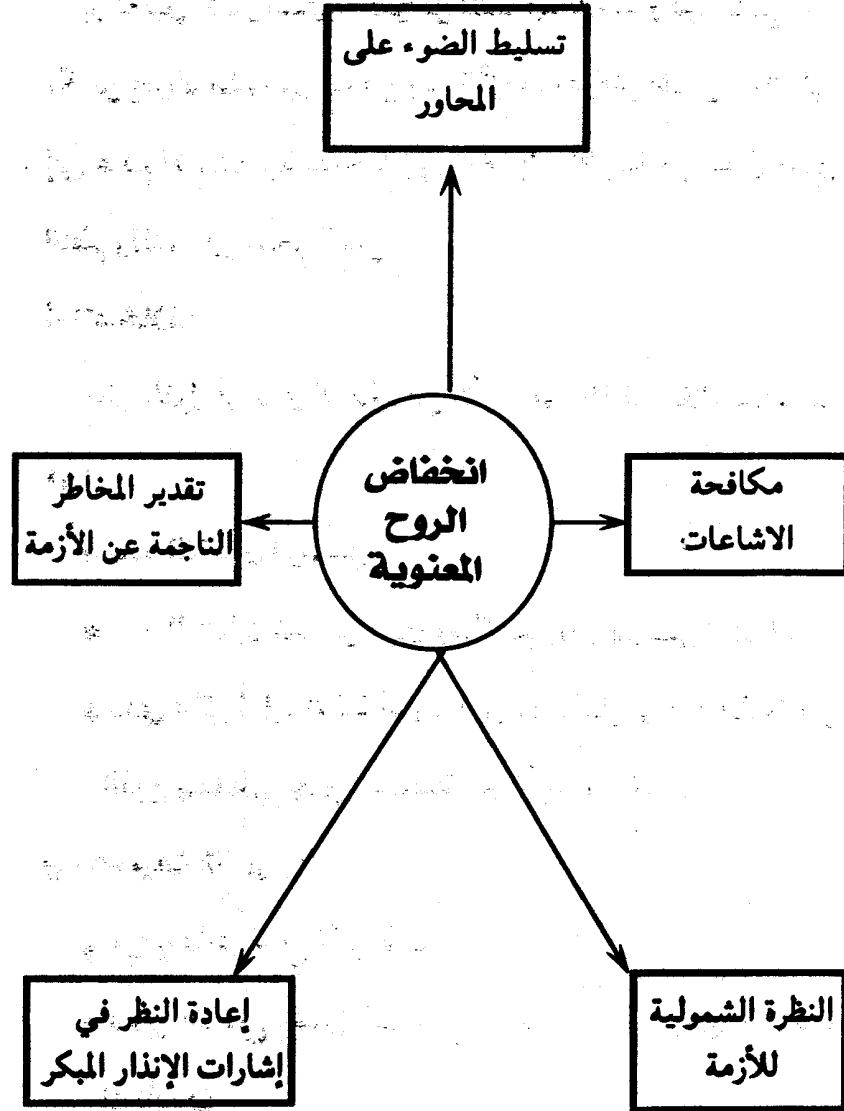 تسليط الضوء على
المحاور
انخفاض
الروح
المعنوية
مكافحة
الاشاعات
تقدير المخاطر
الناجمة عن الأزمة
النظرة الشمولية
للأزمة
إعادة النظر في
إشارات الإنذار المبكر